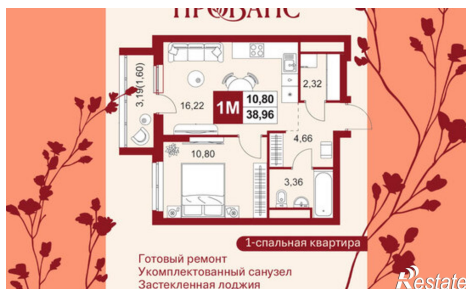 ПРОВАНС
3,19(1,60)
16,22
2,32
1М
10,80
38,96
4,66
10,80
3,36
1-спальная квартира
Готовый ремонт
Укомплектованный санузел
Застекленная лоджия
Restate